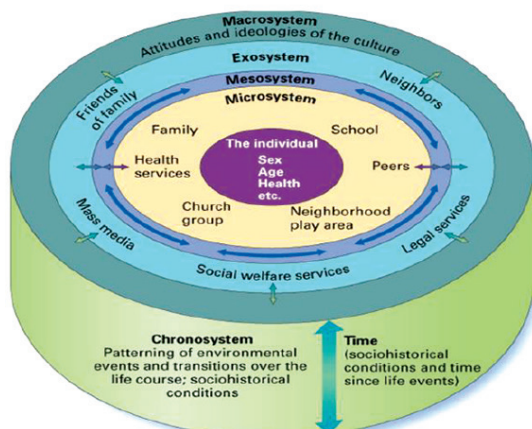 Macrosystem
Attitudes and ideologies of the culture
Exosystem
Mesosystem
Microsystem
Friends
of family
Neighbors
Family
School
The individual
Sex
Age
Health
etc.
Health
services
Peers
Church
group
Neighborhood
play area
Mass media
Legal services
Social welfare services
Chronosystem
Patterning of environmental
events and transitions over the
life course; sociohistorical
conditions
Time
(sociohistorical
conditions and time
since life events)